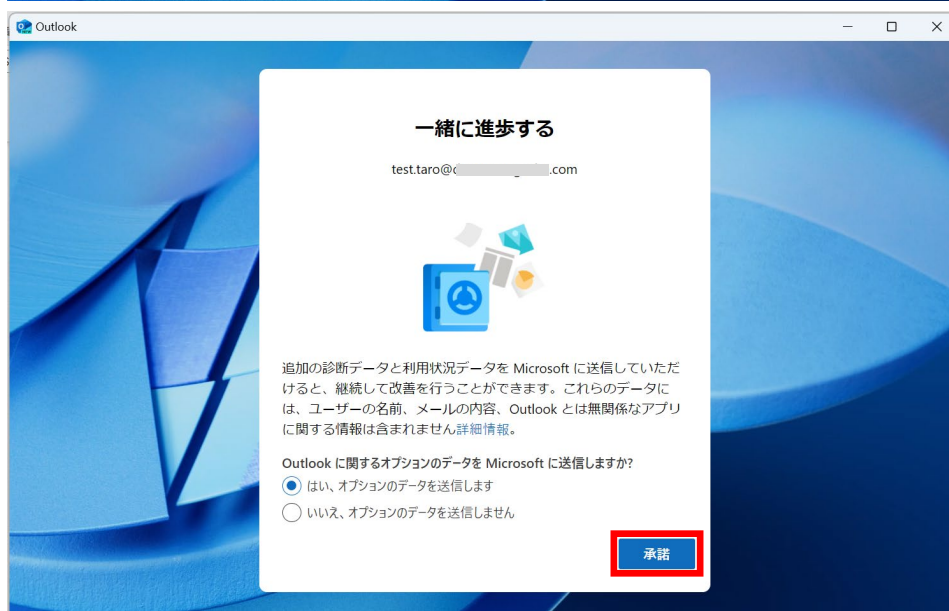 Outlook
一緒に進歩する
test.taro@ .com
追加の診断データと利用状況データを Microsoft に送信していただ
けると、継続して改善を行うことができます。これらのデータに
は、ユーザーの名前、メールの内容、Outlook とは無関係なアプリ
に関する情報は含まれません詳細情報。
Outlook に関するオプションのデータを Microsoft に送信しますか?
はい、オプションのデータを送信します
いいえ、オプションのデータを送信しません
承諾